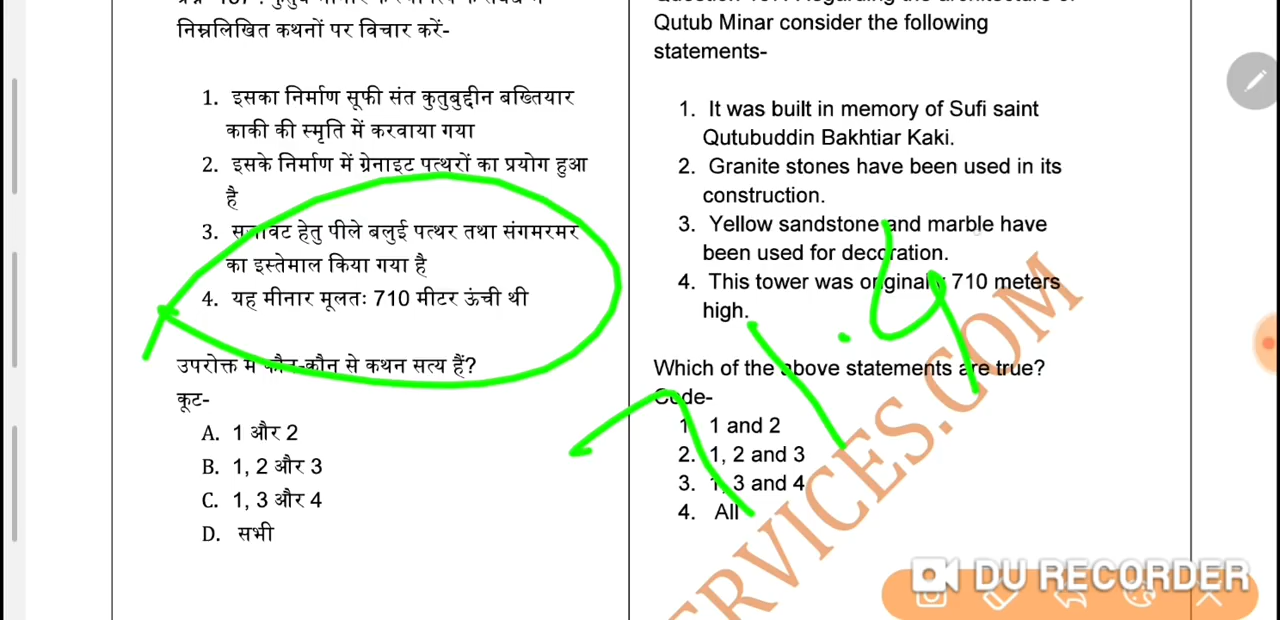 निम्नलिखित कथनों पर विचार करें-
1. इसका निर्माण सूफी संत कुतुबुद्दीन बख्तियार
काकी की स्मृति में करवाया गया
2. इसके निर्माण में ग्रेनाइट पत्थरों का प्रयोग हुआ
है
3. सजावट हेतु पीले बलुई पत्थर तथा संगमरमर
का इस्तेमाल किया गया है
4. यह मीनार मूलतः 710 मीटर ऊंची थी
उपरोक्त में कौन-कौन से कथन सत्य हैं?
कूट-
A. 1 और 2
B. 1, 2 और 3
C. 1, 3 और 4
D. सभी
Qutub Minar consider the following
statements-
1. It was built in memory of Sufi saint
Qutubuddin Bakhtiar Kaki.
2. Granite stones have been used in its
construction.
3. Yellow sandstone and marble have
been used for decoration.
4. This tower was originally 710 meters
high.
Which of the above statements are true?
Code-
1. 1 and 2
2. 1, 2 and 3
3. 1, 3 and 4
4. All
71.4
ERVICES.COM
DU RECORDER